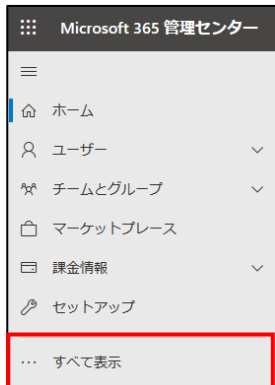 Microsoft 365 管理センター
ホーム
ユーザー
チームとグループ
マーケットプレース
課金情報
セットアップ
… すべて表示